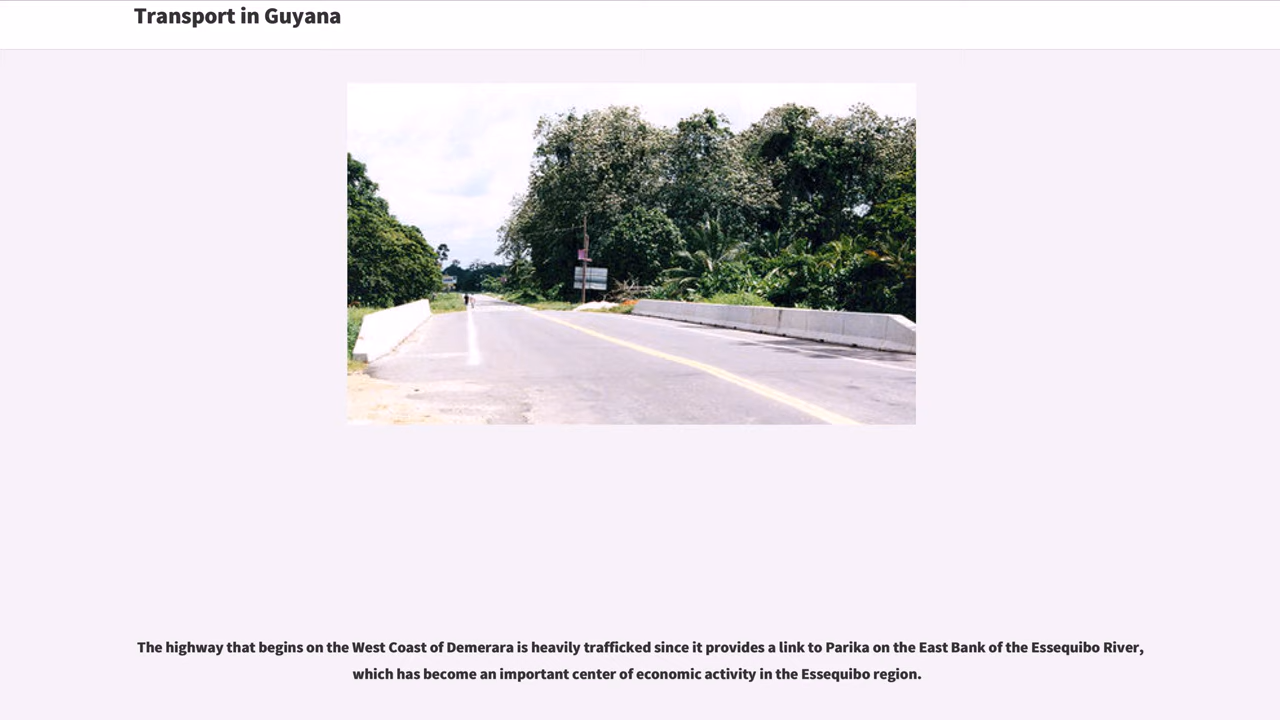 Transport in Guyana
The highway that begins on the West Coast of Demerara is heavily trafficked since it provides a link to Parika on the East Bank of the Essequibo River,
which has become an important center of economic activity in the Essequibo region.